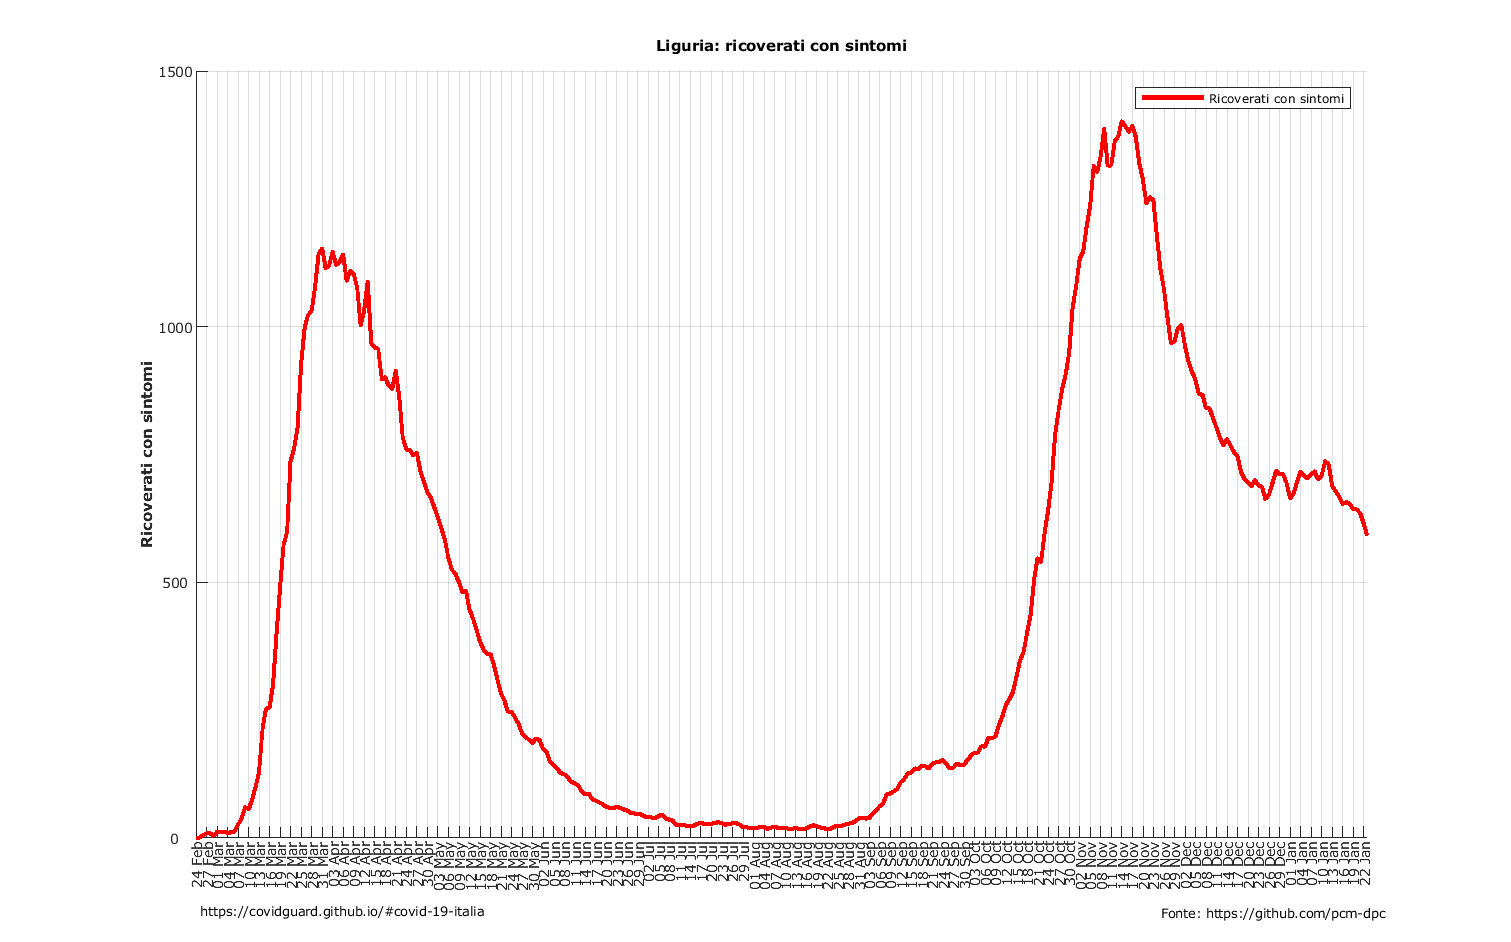 Liguria: ricoverati con sintomi
1500
Ricoverati con sintomi
1000
Ricoverati con sintomi
500
0
24 Feb
27 Feb
01 Mar
04 Mar
07 Mar
10 Mar
13 Mar
16 Mar
19 Mar
22 Mar
25 Mar
28 Mar
31 Mar
03 Apr
06 Apr
09 Apr
12 Apr
15 Apr
18 Apr
21 Apr
24 Apr
27 Apr
30 Apr
03 May
06 May
09 May
12 May
15 May
18 May
21 May
24 May
27 May
30 May
02 Jun
05 Jun
08 Jun
11 Jun
14 Jun
17 Jun
20 Jun
23 Jun
26 Jun
29 Jun
02 Jul
05 Jul
08 Jul
11 Jul
14 Jul
17 Jul
20 Jul
23 Jul
26 Jul
29 Jul
01 Aug
04 Aug
07 Aug
10 Aug
13 Aug
16 Aug
19 Aug
22 Aug
25 Aug
28 Aug
31 Aug
03 Sep
06 Sep
09 Sep
12 Sep
15 Sep
18 Sep
21 Sep
24 Sep
27 Sep
30 Sep
03 Oct
06 Oct
09 Oct
12 Oct
15 Oct
18 Oct
21 Oct
24 Oct
27 Oct
30 Oct
02 Nov
05 Nov
08 Nov
11 Nov
14 Nov
17 Nov
20 Nov
23 Nov
26 Nov
29 Nov
02 Dec
05 Dec
08 Dec
11 Dec
14 Dec
17 Dec
20 Dec
23 Dec
26 Dec
29 Dec
01 Jan
04 Jan
07 Jan
10 Jan
13 Jan
16 Jan
19 Jan
22 Jan
https://covidguard.github.io/#covid-19-italia
Fonte: https://github.com/pcm-dpc